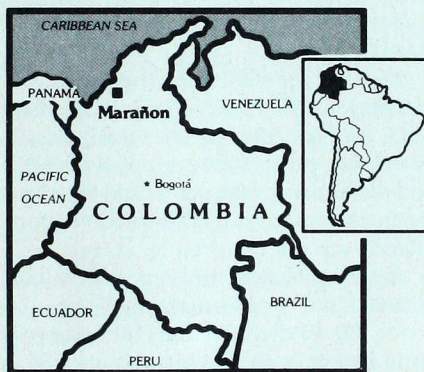 CARIBBEAN SEA
PANAMA
Marañon
VENEZUELA
PACIFIC
OCEAN
Bogotá
COLOMBIA
ECUADOR
BRAZIL
PERU